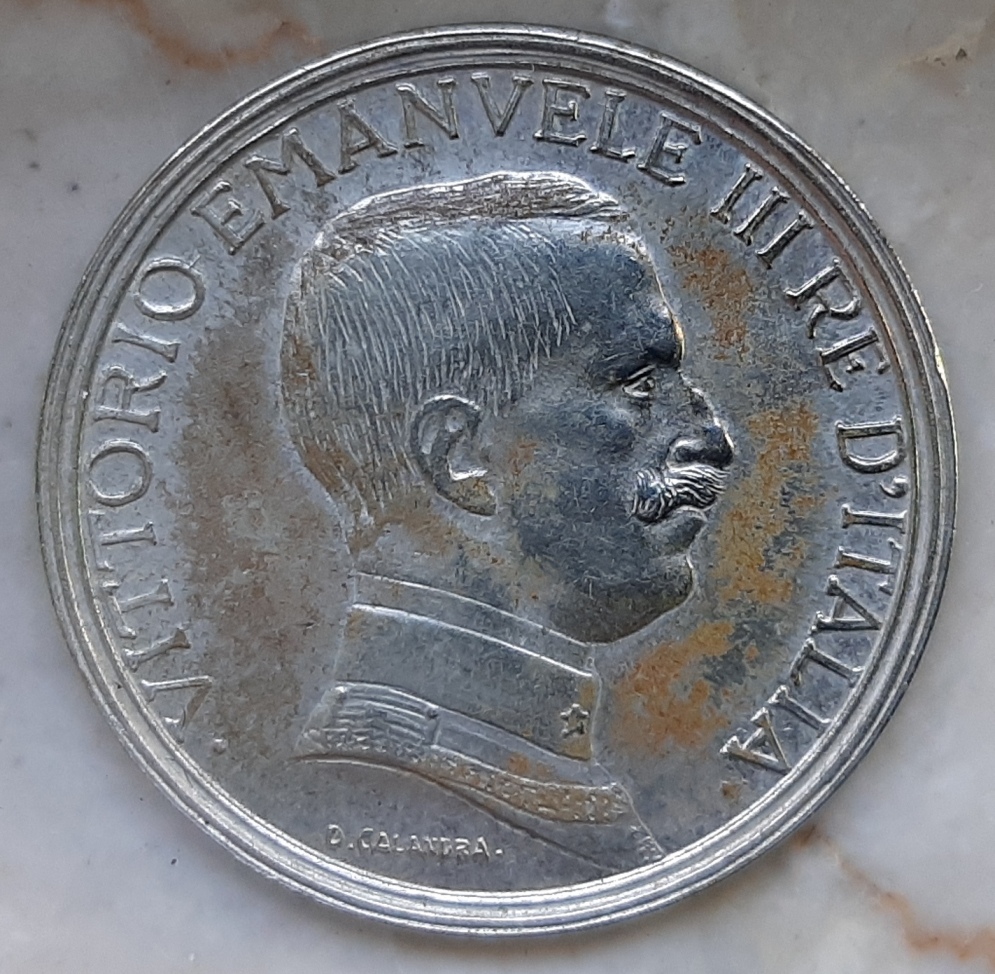 VITTORIO EMANVELE III RE D'ITALIA
D. CALANDRA.